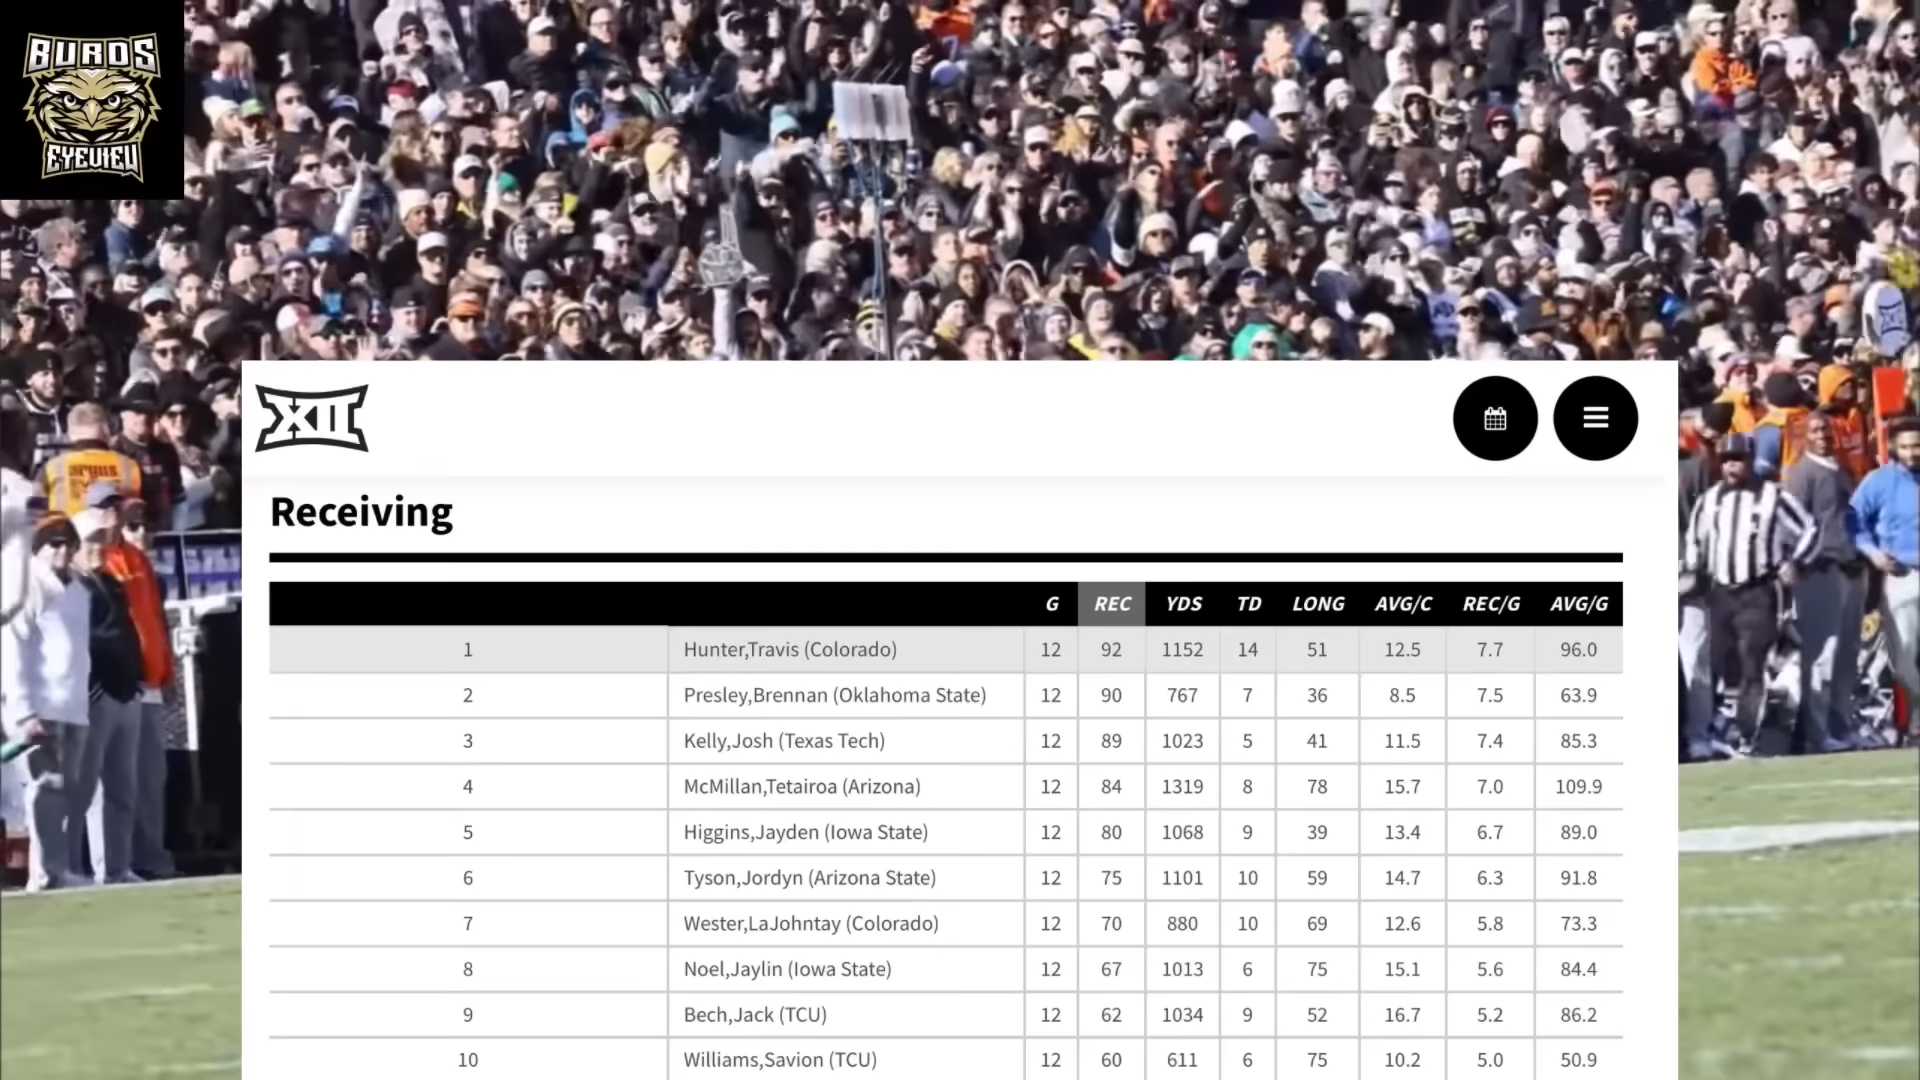 BURDS
EYEVIEW
XII
Receiving
G REC YDS TD LONG AVG/C REC/G AVG/G
1 Hunter,Travis (Colorado) 12 92 1152 14 51 12.5 7.7 96.0
2 Presley,Brennan (Oklahoma State) 12 90 767 7 36 8.5 7.5 63.9
3 Kelly,Josh (Texas Tech) 12 89 1023 5 41 11.5 7.4 85.3
4 McMillan,Tetairoa (Arizona) 12 84 1319 8 78 15.7 7.0 109.9
5 Higgins,Jayden (Iowa State) 12 80 1068 9 39 13.4 6.7 89.0
6 Tyson,Jordyn (Arizona State) 12 75 1101 10 59 14.7 6.3 91.8
7 Wester,LaJohntay (Colorado) 12 70 880 10 69 12.6 5.8 73.3
8 Noel,Jaylin (Iowa State) 12 67 1013 6 75 15.1 5.6 84.4
9 Bech,Jack (TCU) 12 62 1034 9 52 16.7 5.2 86.2
10 Williams,Savion (TCU) 12 60 611 6 75 10.2 5.0 50.9